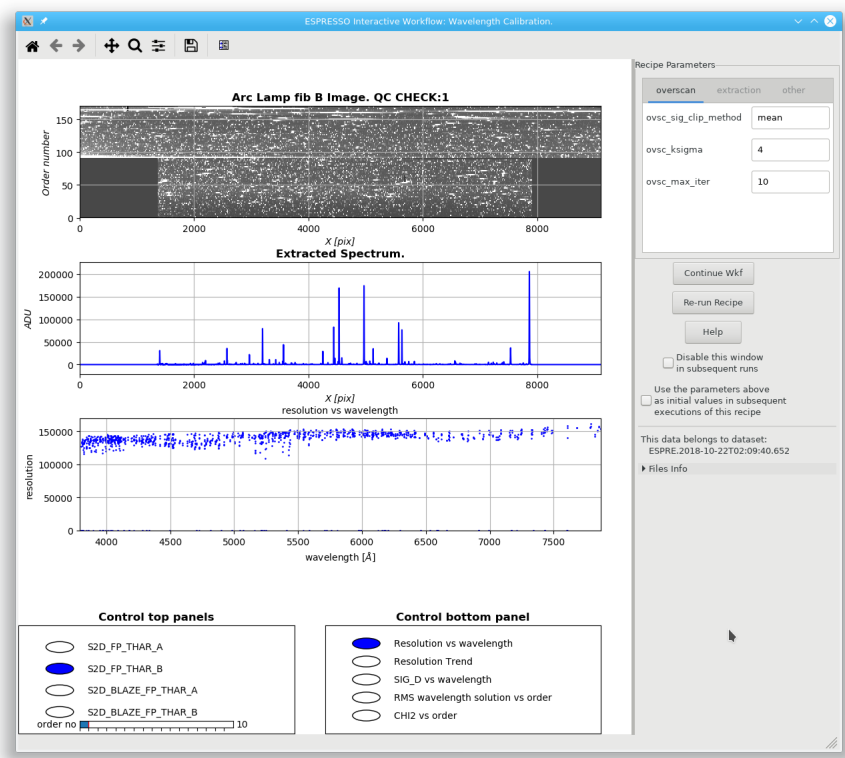 ESPRESSO Interactive Workflow: Wavelength Calibration.
Arc Lamp fib B Image. QC CHECK:1
Order number
150
100
50
0
0 2000 4000 6000 8000
X [pix]
Extracted Spectrum.
ADU
200000
150000
100000
50000
0
0 2000 4000 6000 8000
X [pix]
resolution vs wavelength
resolution
150000
100000
50000
0
4000 4500 5000 5500 6000 6500 7000 7500
wavelength [Å]
Control top panels
S2D_FP_THAR_A
S2D_FP_THAR_B
S2D_BLAZE_FP_THAR_A
S2D_BLAZE_FP_THAR_B
order no 10
Control bottom panel
Resolution vs wavelength
Resolution Trend
SIG_D vs wavelength
RMS wavelength solution vs order
CHI2 vs order
Recipe Parameters
overscan extraction other
ovsc_sig_clip_method mean
ovsc_ksigma 4
ovsc_max_iter 10
Continue Wkf
Re-run Recipe
Help
Disable this window
in subsequent runs
Use the parameters above
as initial values in subsequent
executions of this recipe
This data belongs to dataset:
ESPRE.2018-10-22T02:09:40.652
Files Info